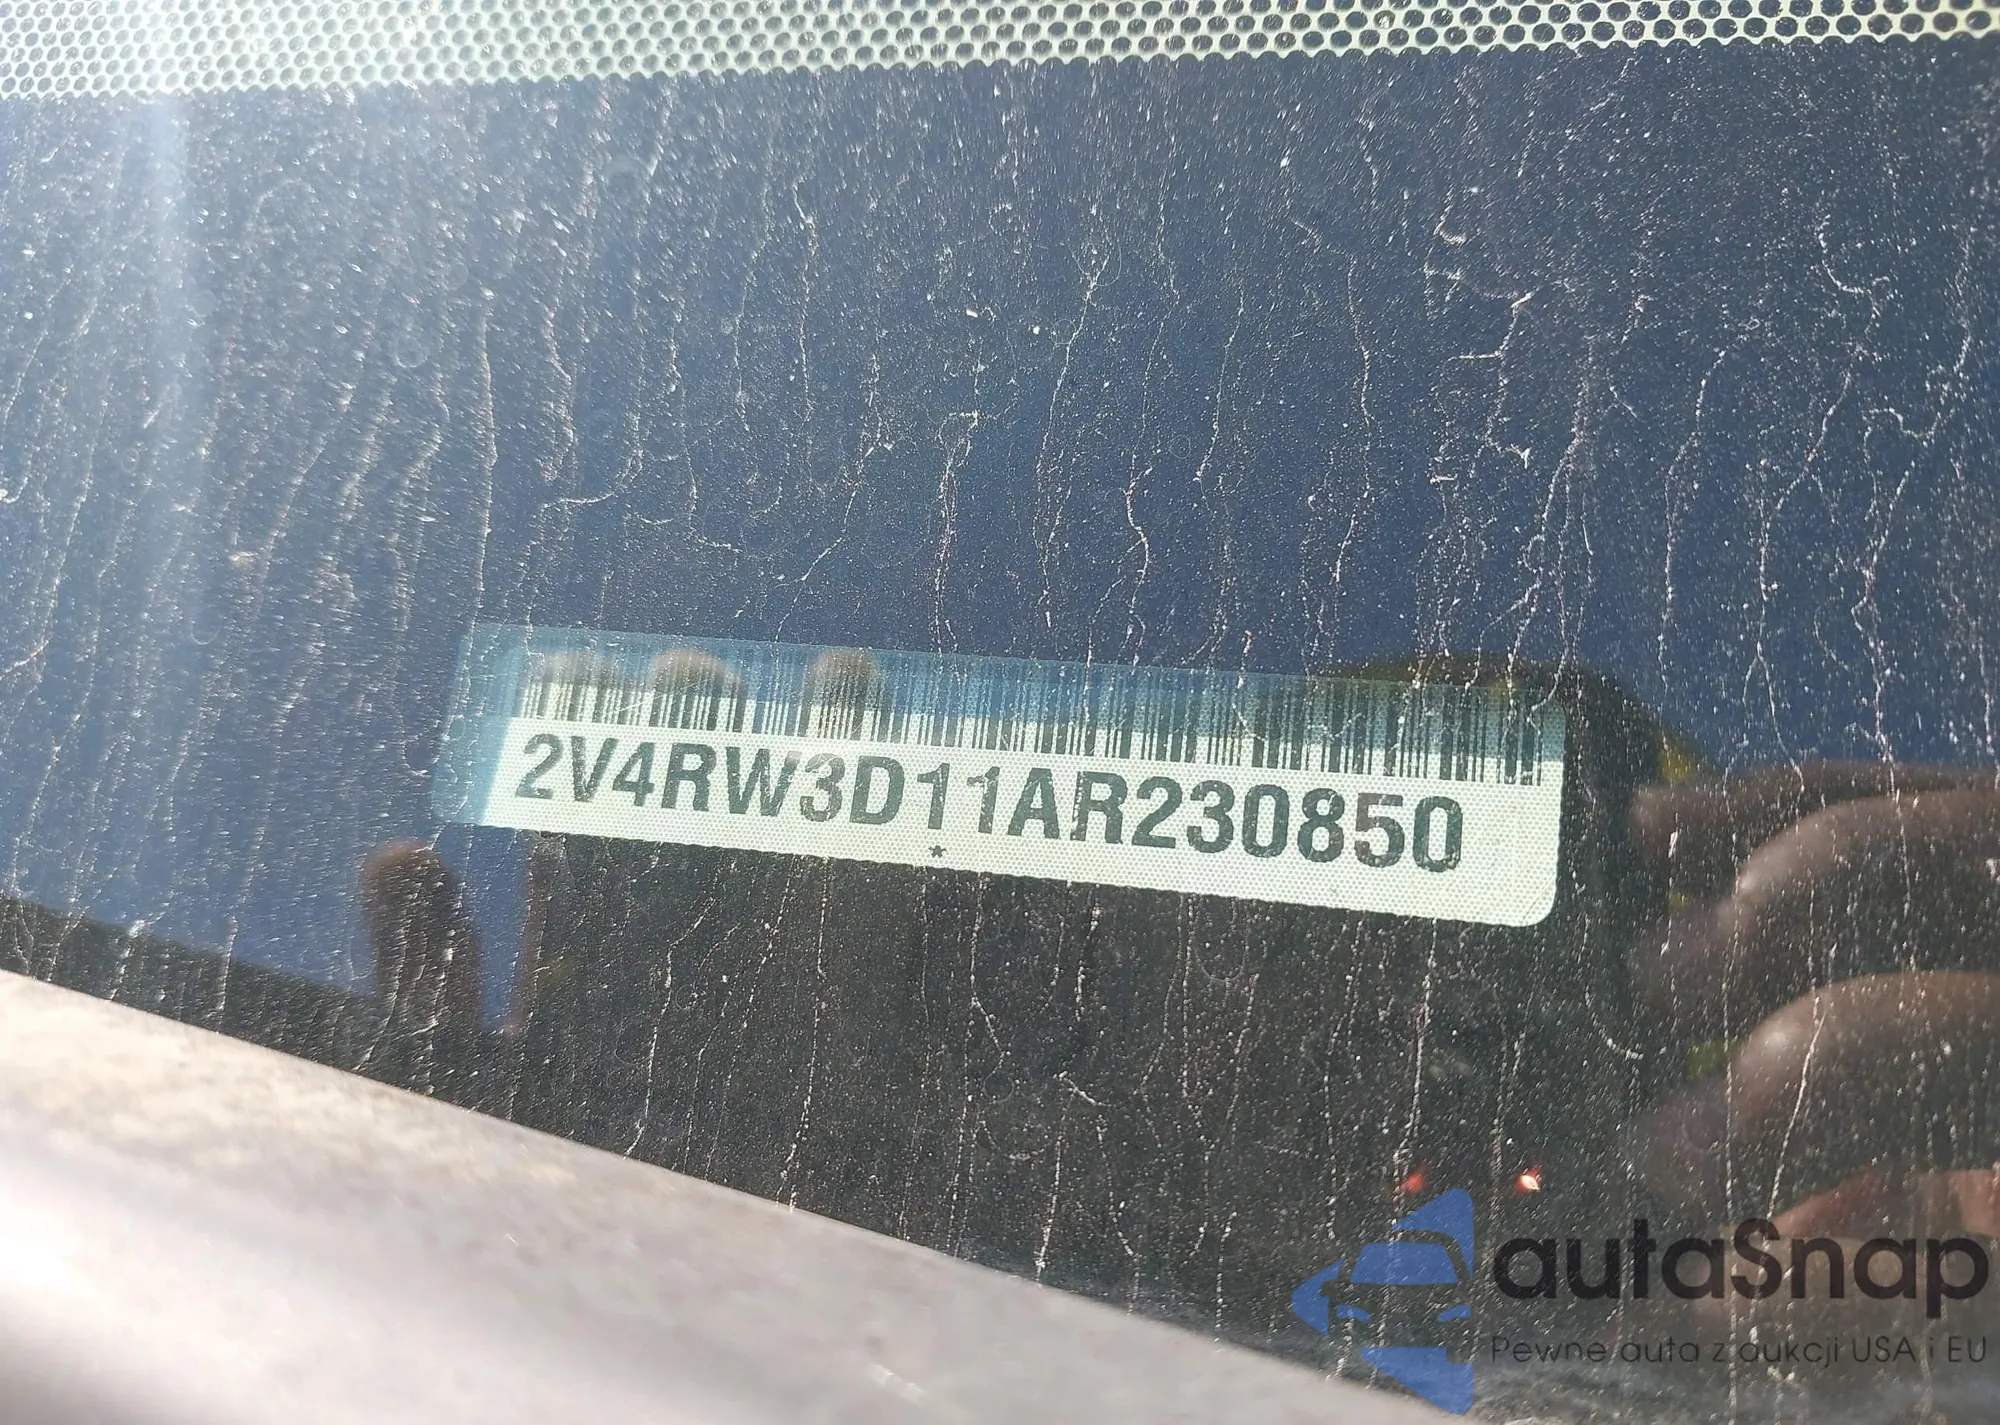 2V4RW3D11AR230850
*
autaSnap
Pewne auta z aukcji USA i EU